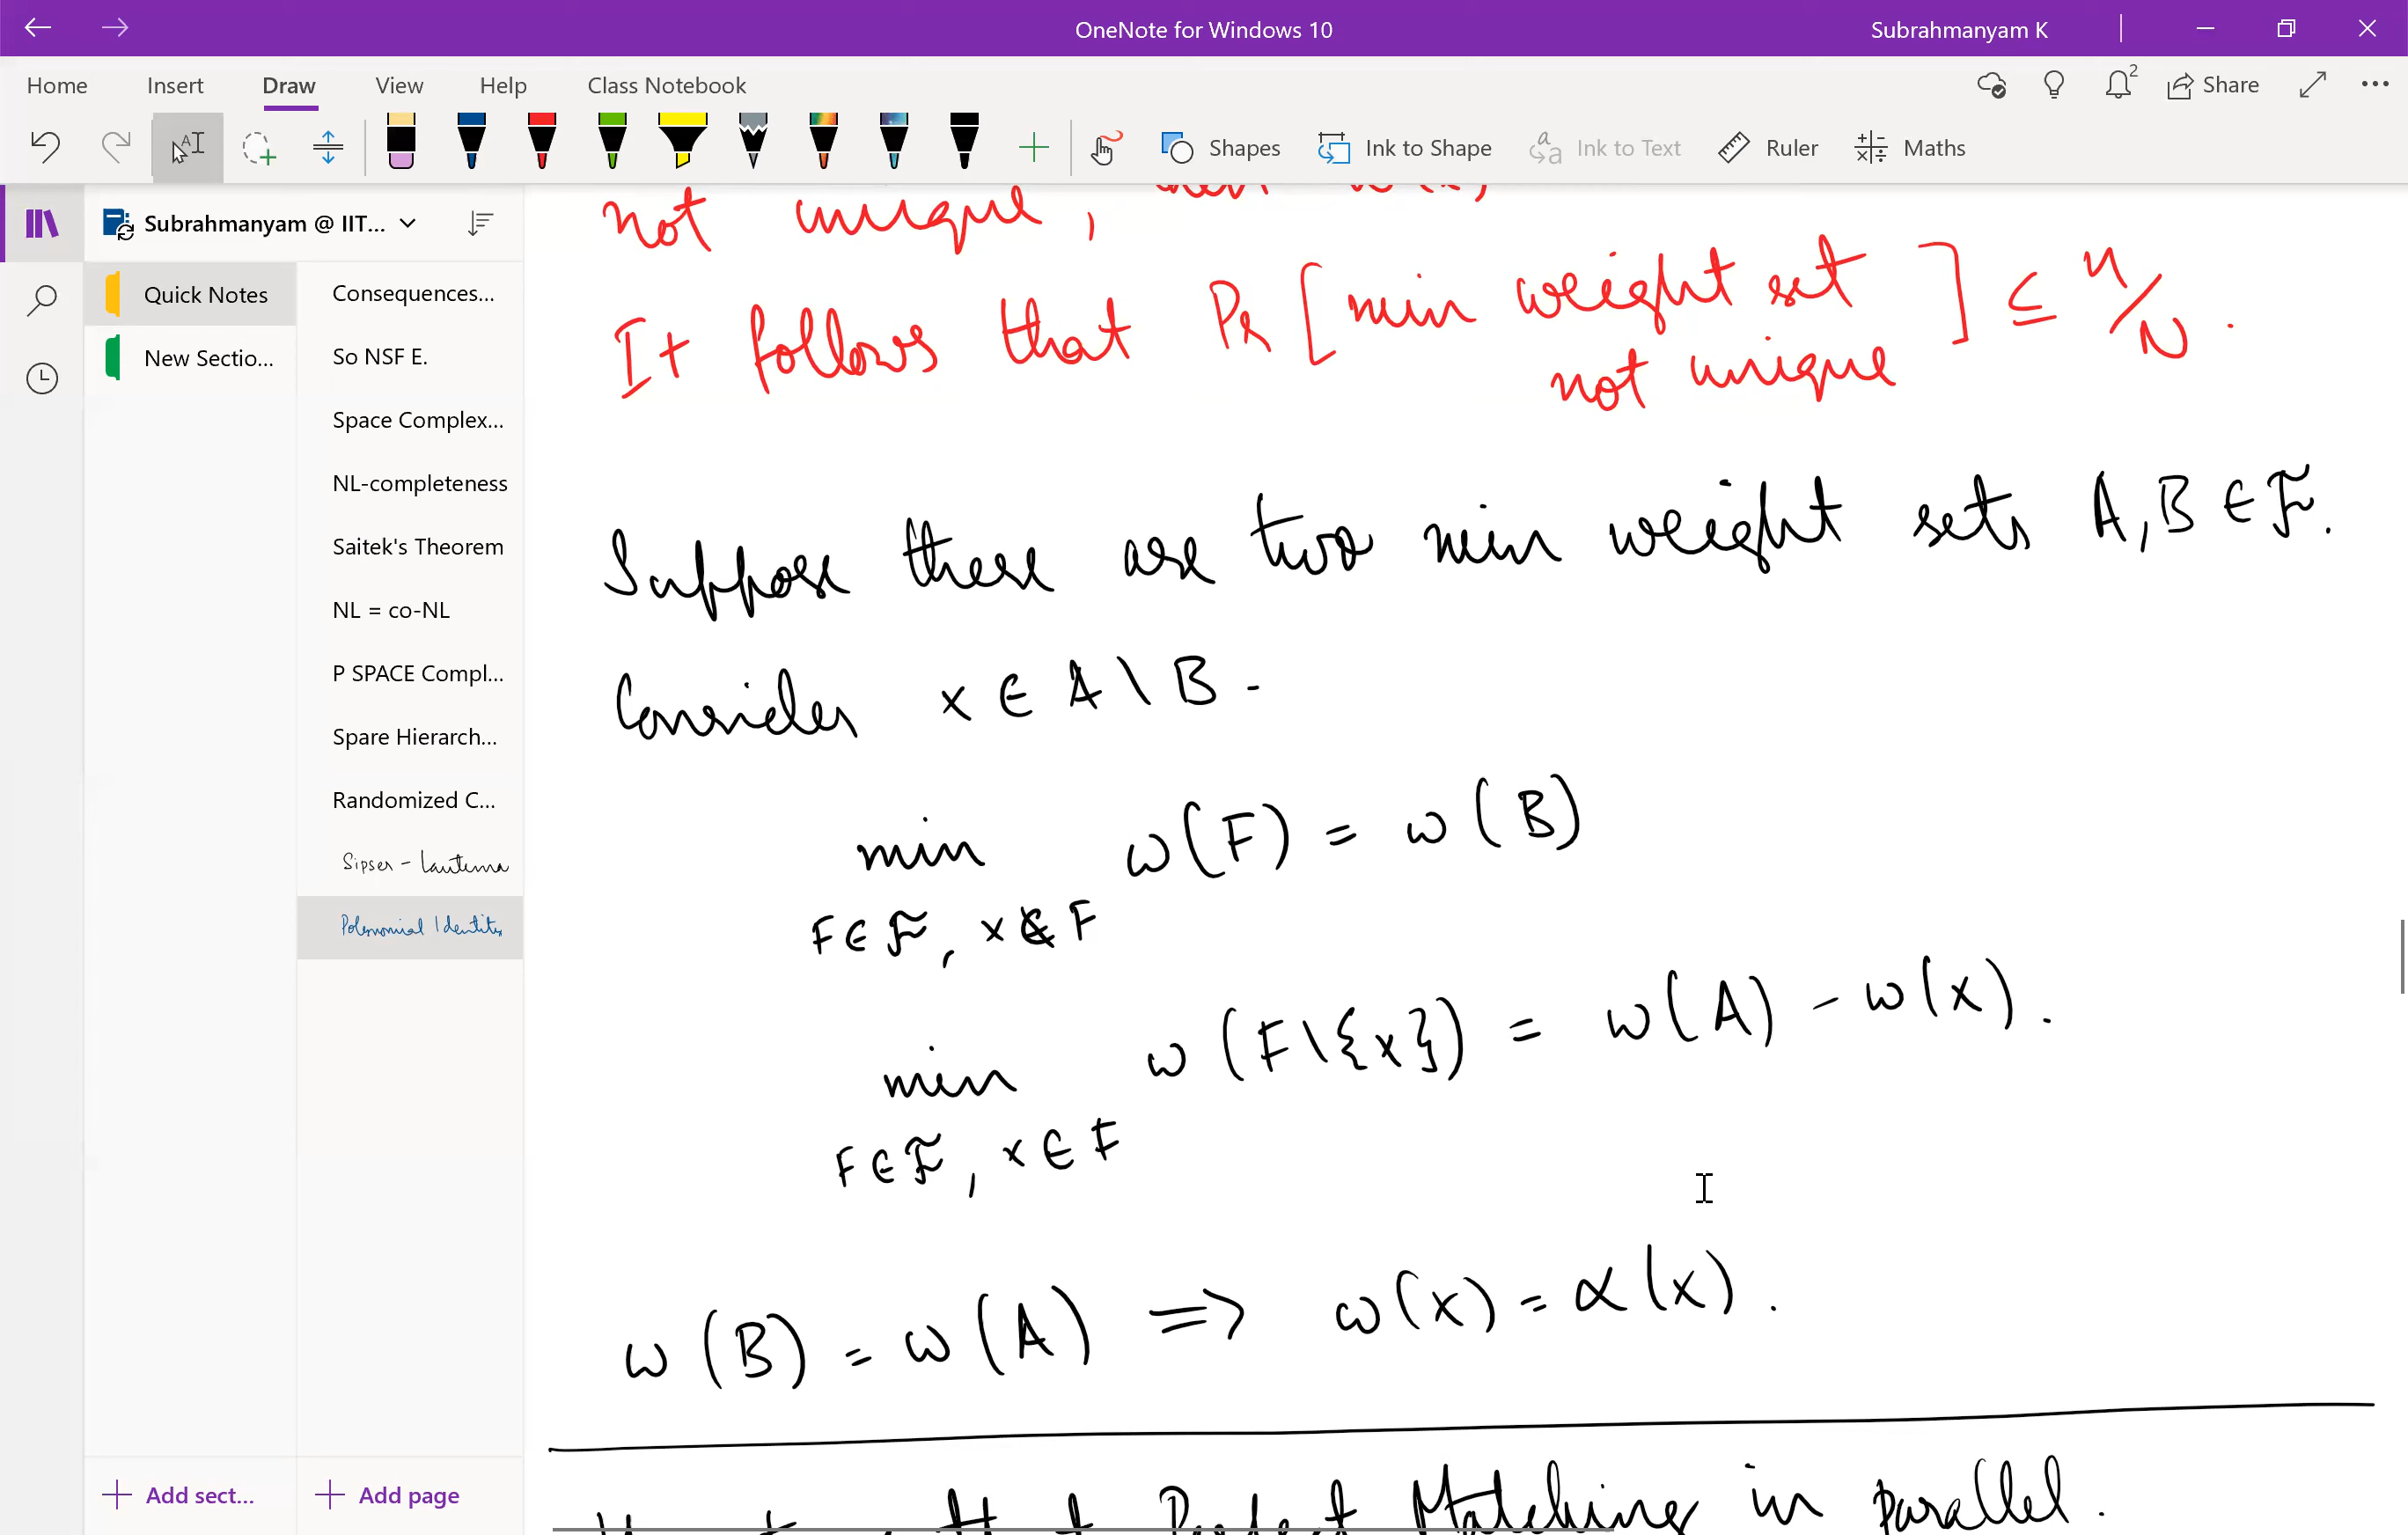 OneNote for Windows 10
Subrahmanyam K
Home Insert Draw View Help Class Notebook
2 Share
Shapes Ink to Shape Ink to Text Ruler Maths
Subrahmanyam @ IIT...
Quick Notes
New Sectio...
Consequences...
So NSF E.
Space Complex...
NL-completeness
Saitek's Theorem
NL = co-NL
P SPACE Compl...
Spare Hierarch...
Randomized C...
Sipser - Lautema
Polynomial Identity
Add sect...
Add page
not unique,
It follows that Pr [ min weight set not unique ] ≤ n/N .
Suppose there are two min weight sets A, B ∈ F.
Consider x ∈ A \ B .
min w(F) = w(B)
F ∈ F, x ∉ F
min w(F\{x}) = w(A) - w(x).
F ∈ F, x ∈ F
w(B) = w(A) ⟹ w(x) = α(x).
Perfect Matching in parallel.